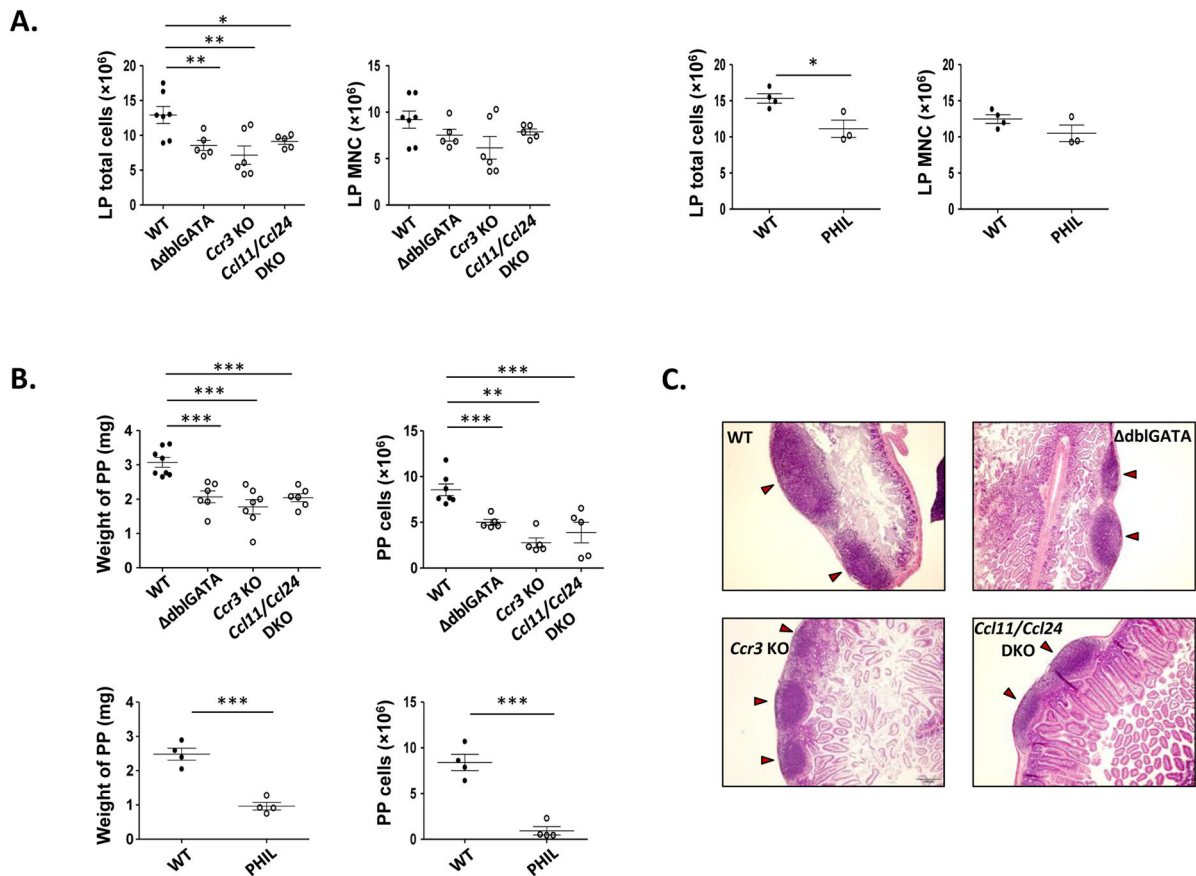 A.
*
**
**
LP total cells (×10⁶)
20
15
10
5
0
WT
ΔdblGATA
Ccr3 KO
Ccl11/Ccl24
DKO
LP MNC (×10⁶)
15
10
5
0
WT
ΔdblGATA
Ccr3 KO
Ccl11/Ccl24
DKO
*
LP total cells (×10⁶)
20
15
10
5
0
WT
PHIL
LP MNC (×10⁶)
20
15
10
5
0
WT
PHIL
B.
***
***
***
Weight of PP (mg)
4
3
2
1
0
WT
ΔdblGATA
Ccr3 KO
Ccl11/Ccl24
DKO
***
**
***
PP cells (×10⁶)
15
10
5
0
WT
ΔdblGATA
Ccr3 KO
Ccl11/Ccl24
DKO
***
Weight of PP (mg)
4
3
2
1
0
WT
PHIL
***
PP cells (×10⁶)
15
10
5
0
WT
PHIL
C.
WT
ΔdblGATA
Ccr3 KO
Ccl11/Ccl24
DKO